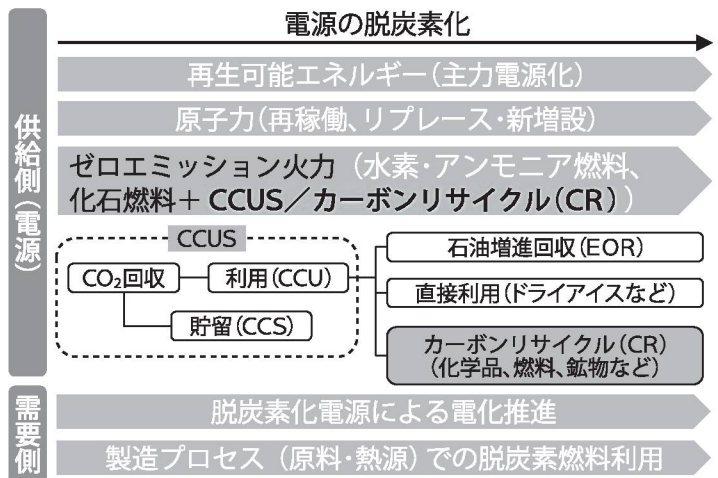 電源の脱炭素化
供給側(電源)
再生可能エネルギー(主力電源化)
原子力(再稼働、リプレース・新増設)
ゼロエミッション火力(水素・アンモニア燃料、
化石燃料＋CCUS／カーボンリサイクル(CR))
CCUS
CO₂回収
利用(CCU)
貯留(CCS)
石油増進回収(EOR)
直接利用(ドライアイスなど)
カーボンリサイクル(CR)
(化学品、燃料、鉱物など)
需要側
脱炭素化電源による電化推進
製造プロセス(原料・熱源)での脱炭素燃料利用